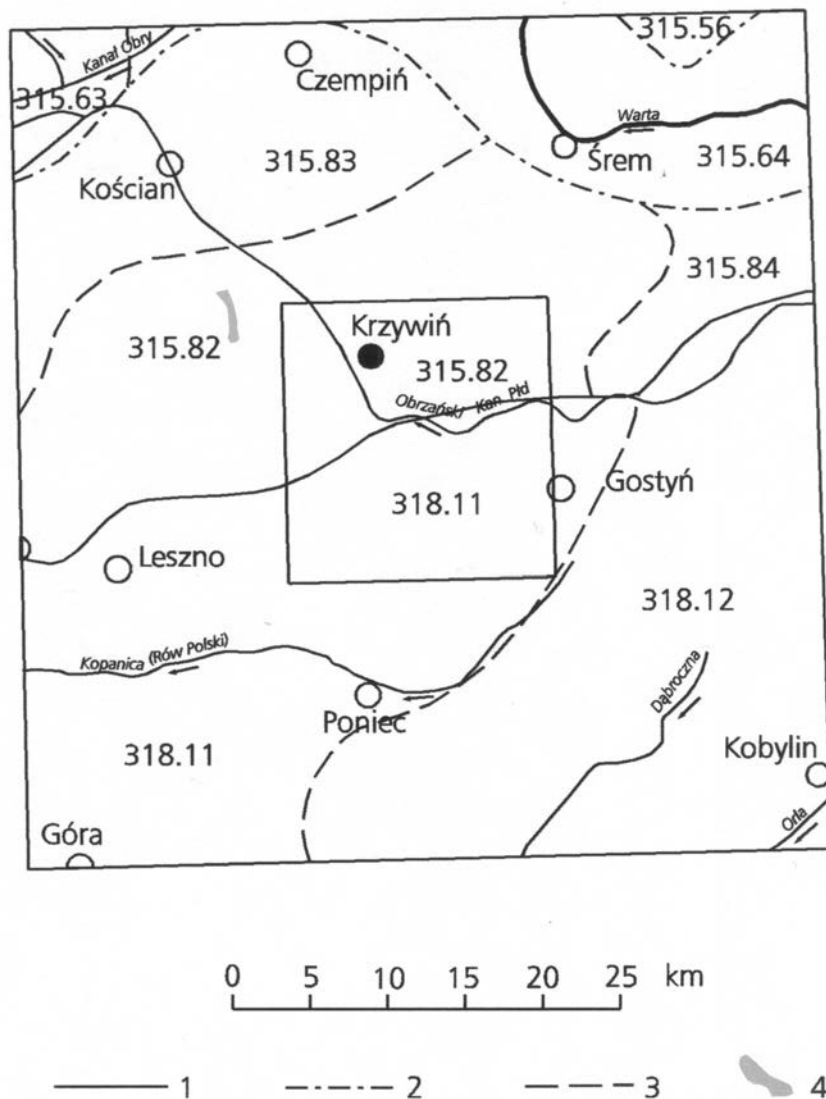 315.56
Kanał Obry
Czempiń
315.63
Warta
Śrem
315.64
315.83
Kościan
315.84
315.82
Krzywiń
315.82
Obrzański Kan Płd
Gostyń
318.11
Leszno
318.12
Kopanica (Rów Polski)
Dąbroczna
Poniec
Kobylin
318.11
Orla
Góra
0 5 10 15 20 25 km
1 2 3 4